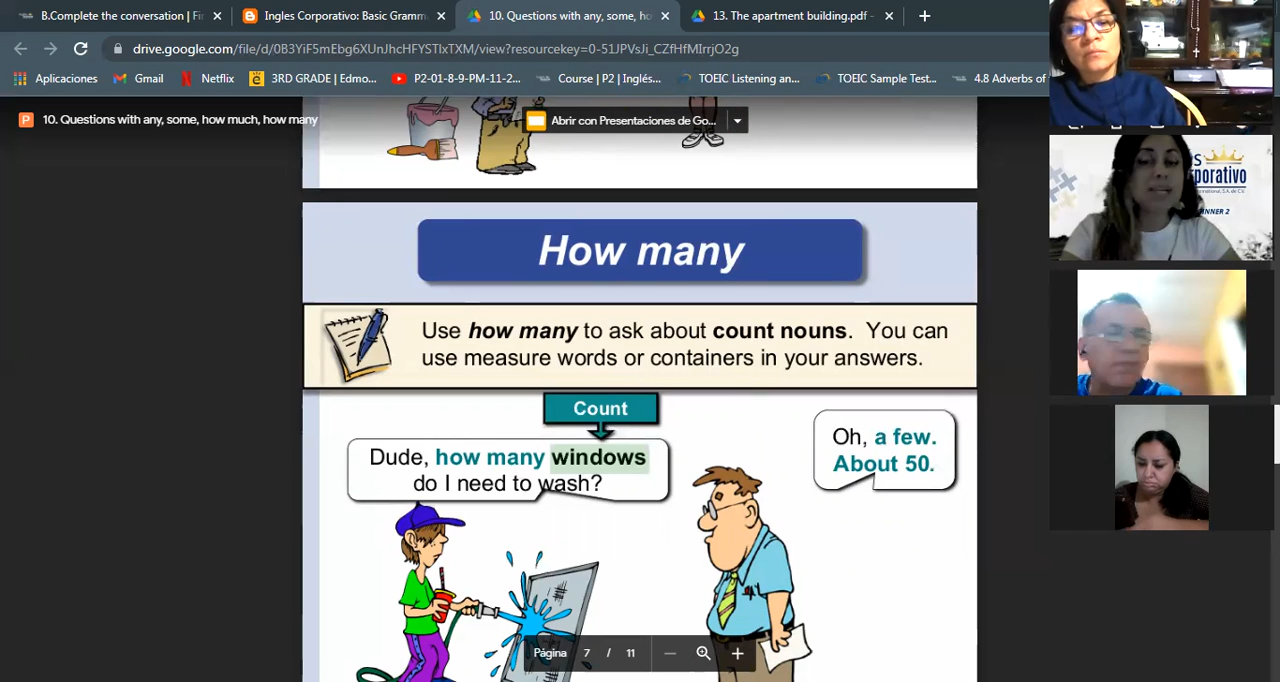 B.Complete the conversation | Fi
Ingles Corporativo: Basic Gramm
10. Questions with any, some, ho
13. The apartment building.pdf -
drive.google.com/file/d/0B3YiF5mEbg6XUnJhcHFYSTIxTXM/view?resourcekey=0-51JPVsJi_CZfHfMIrrjO2g
Aplicaciones
Gmail
Netflix
3RD GRADE | Edmo...
P2-01-8-9-PM-11-2...
Course | P2 | Inglés...
TOEIC Listening an...
TOEIC Sample Test...
4.8 Adverbs of
10. Questions with any, some, how much, how many
Abrir con Presentaciones de Go...
How many
Use how many to ask about count nouns. You can
use measure words or containers in your answers.
Count
Dude, how many windows
do I need to wash?
Oh, a few.
About 50.
Página 7 / 11
porativo